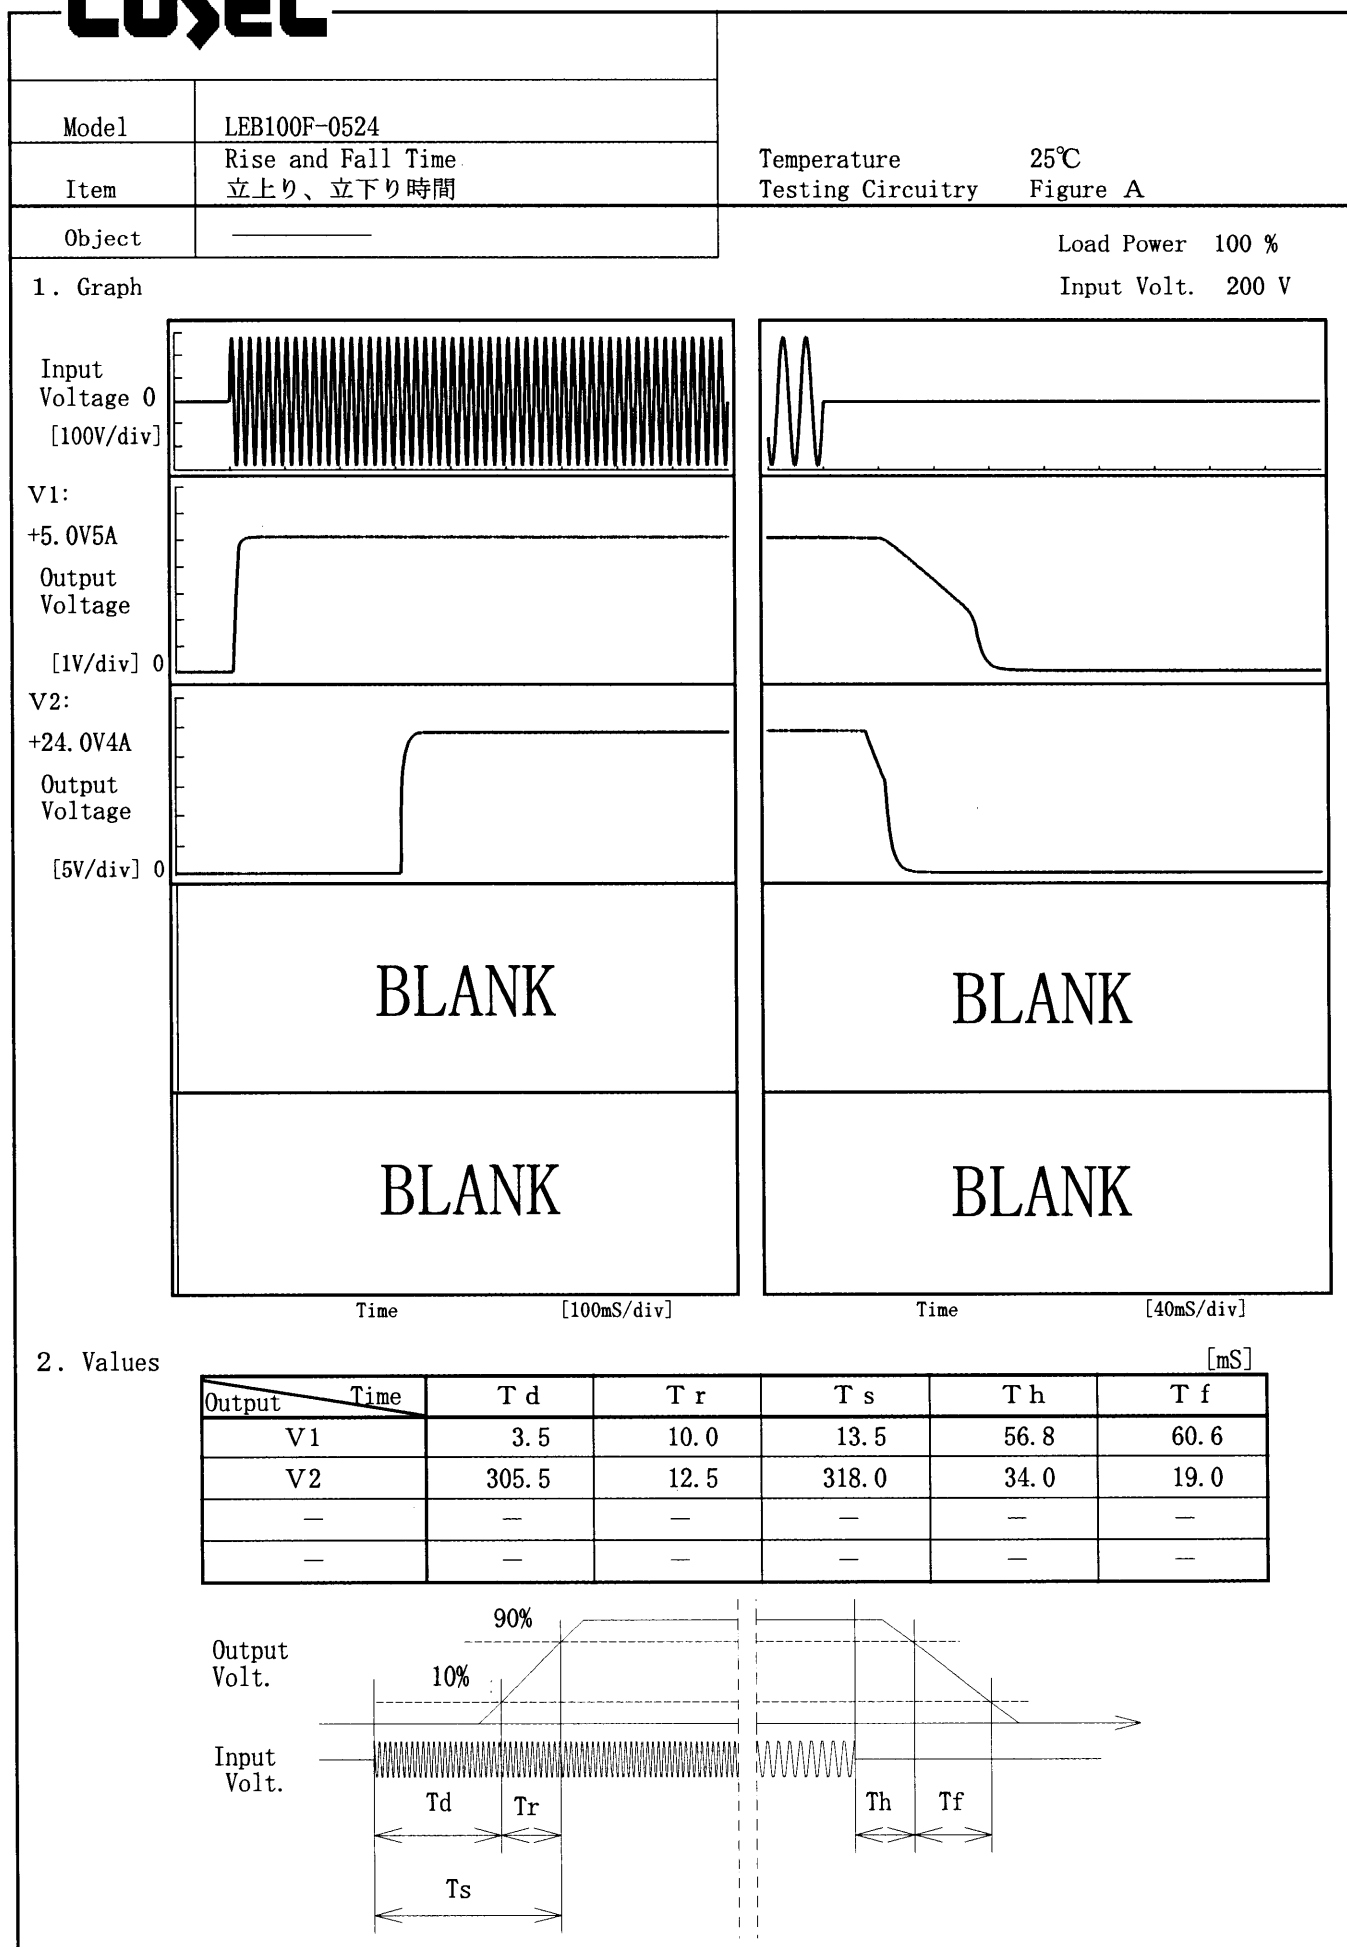 COSEL
Model LEB100F-0524
Item Rise and Fall Time
立上り、立下り時間
Temperature 25℃
Testing Circuitry Figure A
Object
Load Power 100 %
Input Volt. 200 V
1. Graph
Input
Voltage 0
[100V/div]
V1:
+5.0V5A
Output
Voltage
[1V/div] 0
V2:
+24.0V4A
Output
Voltage
[5V/div] 0
BLANK BLANK
BLANK BLANK
Time [100mS/div] Time [40mS/div]
2. Values [mS]
Output Time Td Tr Ts Th Tf
V1 3.5 10.0 13.5 56.8 60.6
V2 305.5 12.5 318.0 34.0 19.0
— — — — — —
— — — — — —
90%
Output
Volt.
10%
Input
Volt.
Td Tr Th Tf
Ts